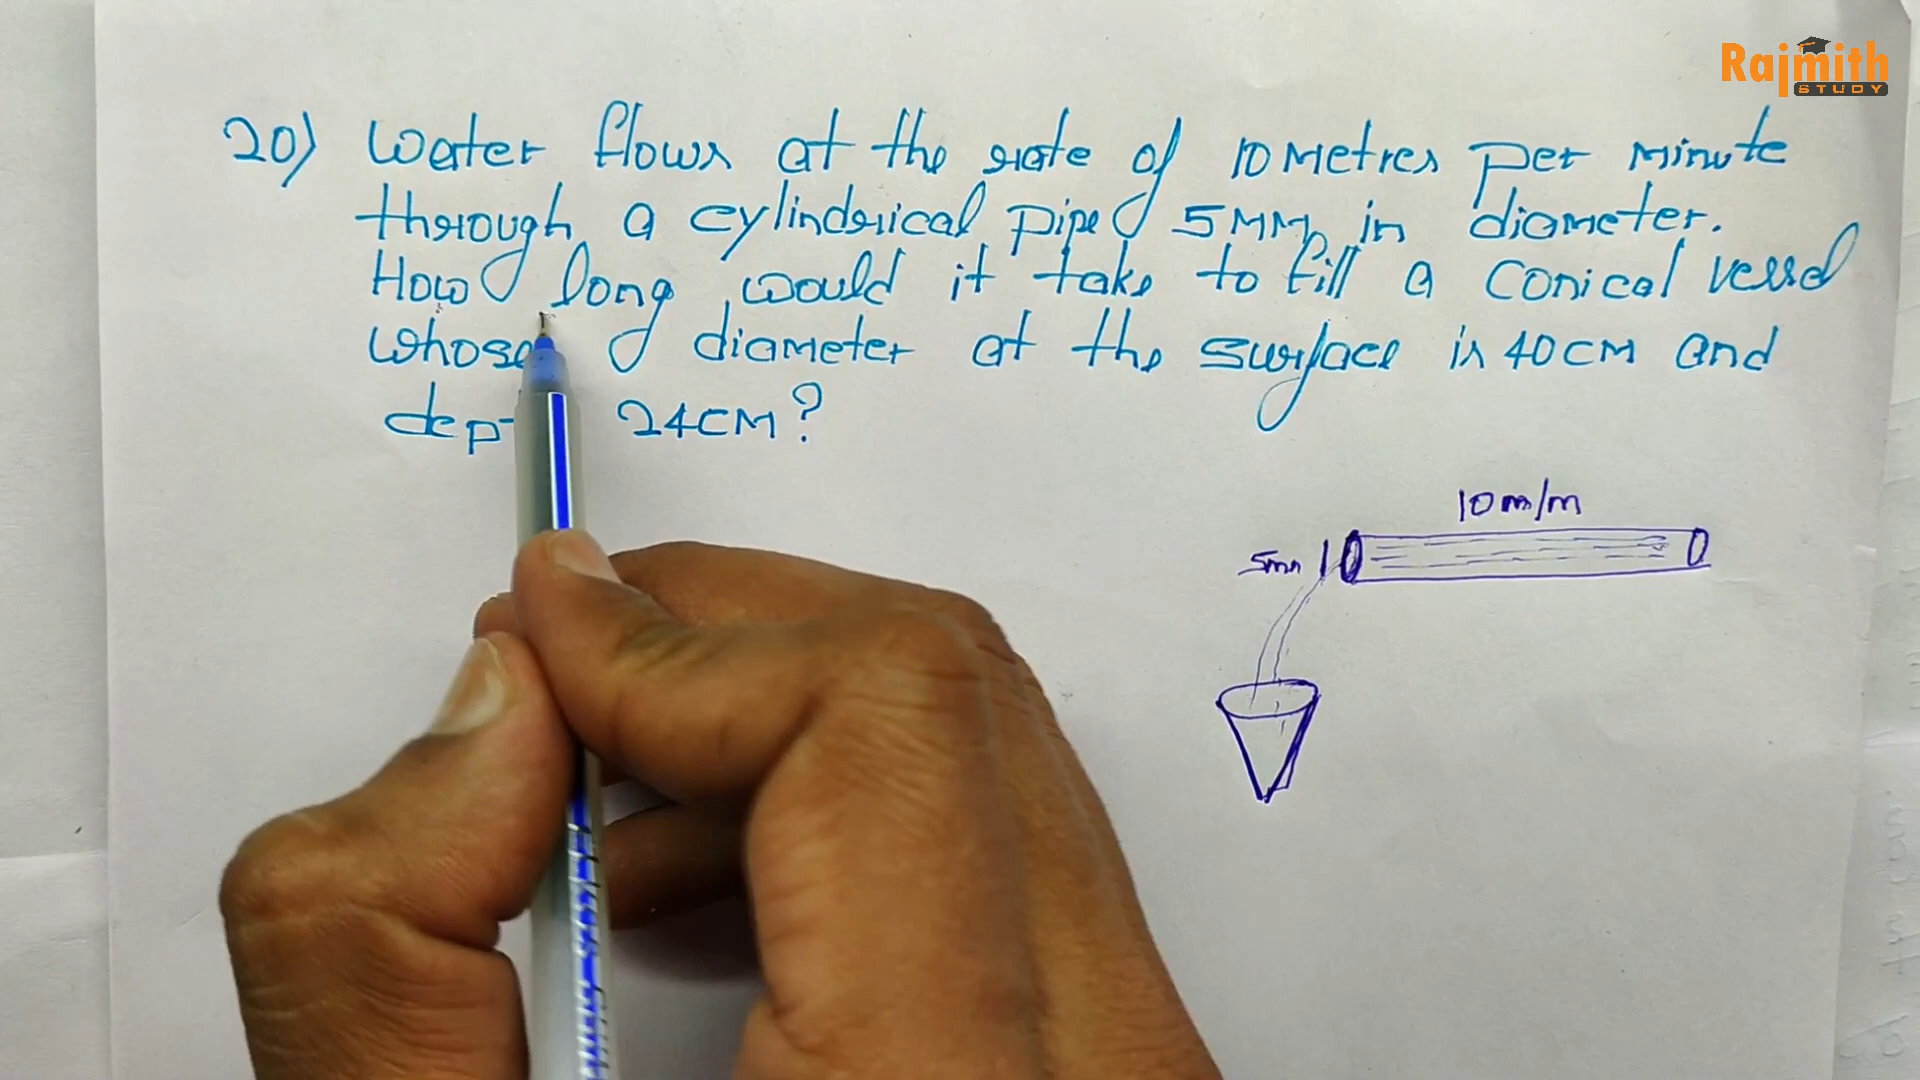 Rajmith
STUDY
20) Water flows at the rate of 10 Metres per minute
through a cylindrical pipe 5MM in diameter.
How long would it take to fill a conical vessel
whose diameter at the surface is 40CM and
24CM?
10m/m
5mm